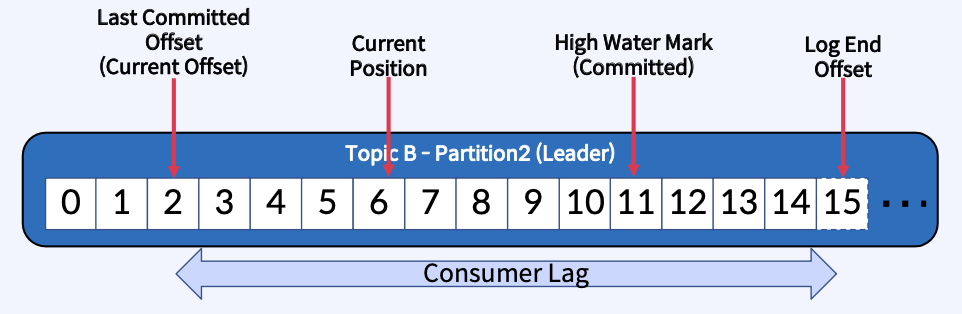 Last Committed
Offset
(Current Offset)
Current
Position
High Water Mark
(Committed)
Log End
Offset
Topic B - Partition2 (Leader)
0 1 2 3 4 5 6 7 8 9 10 11 12 13 14 15 ...
Consumer Lag